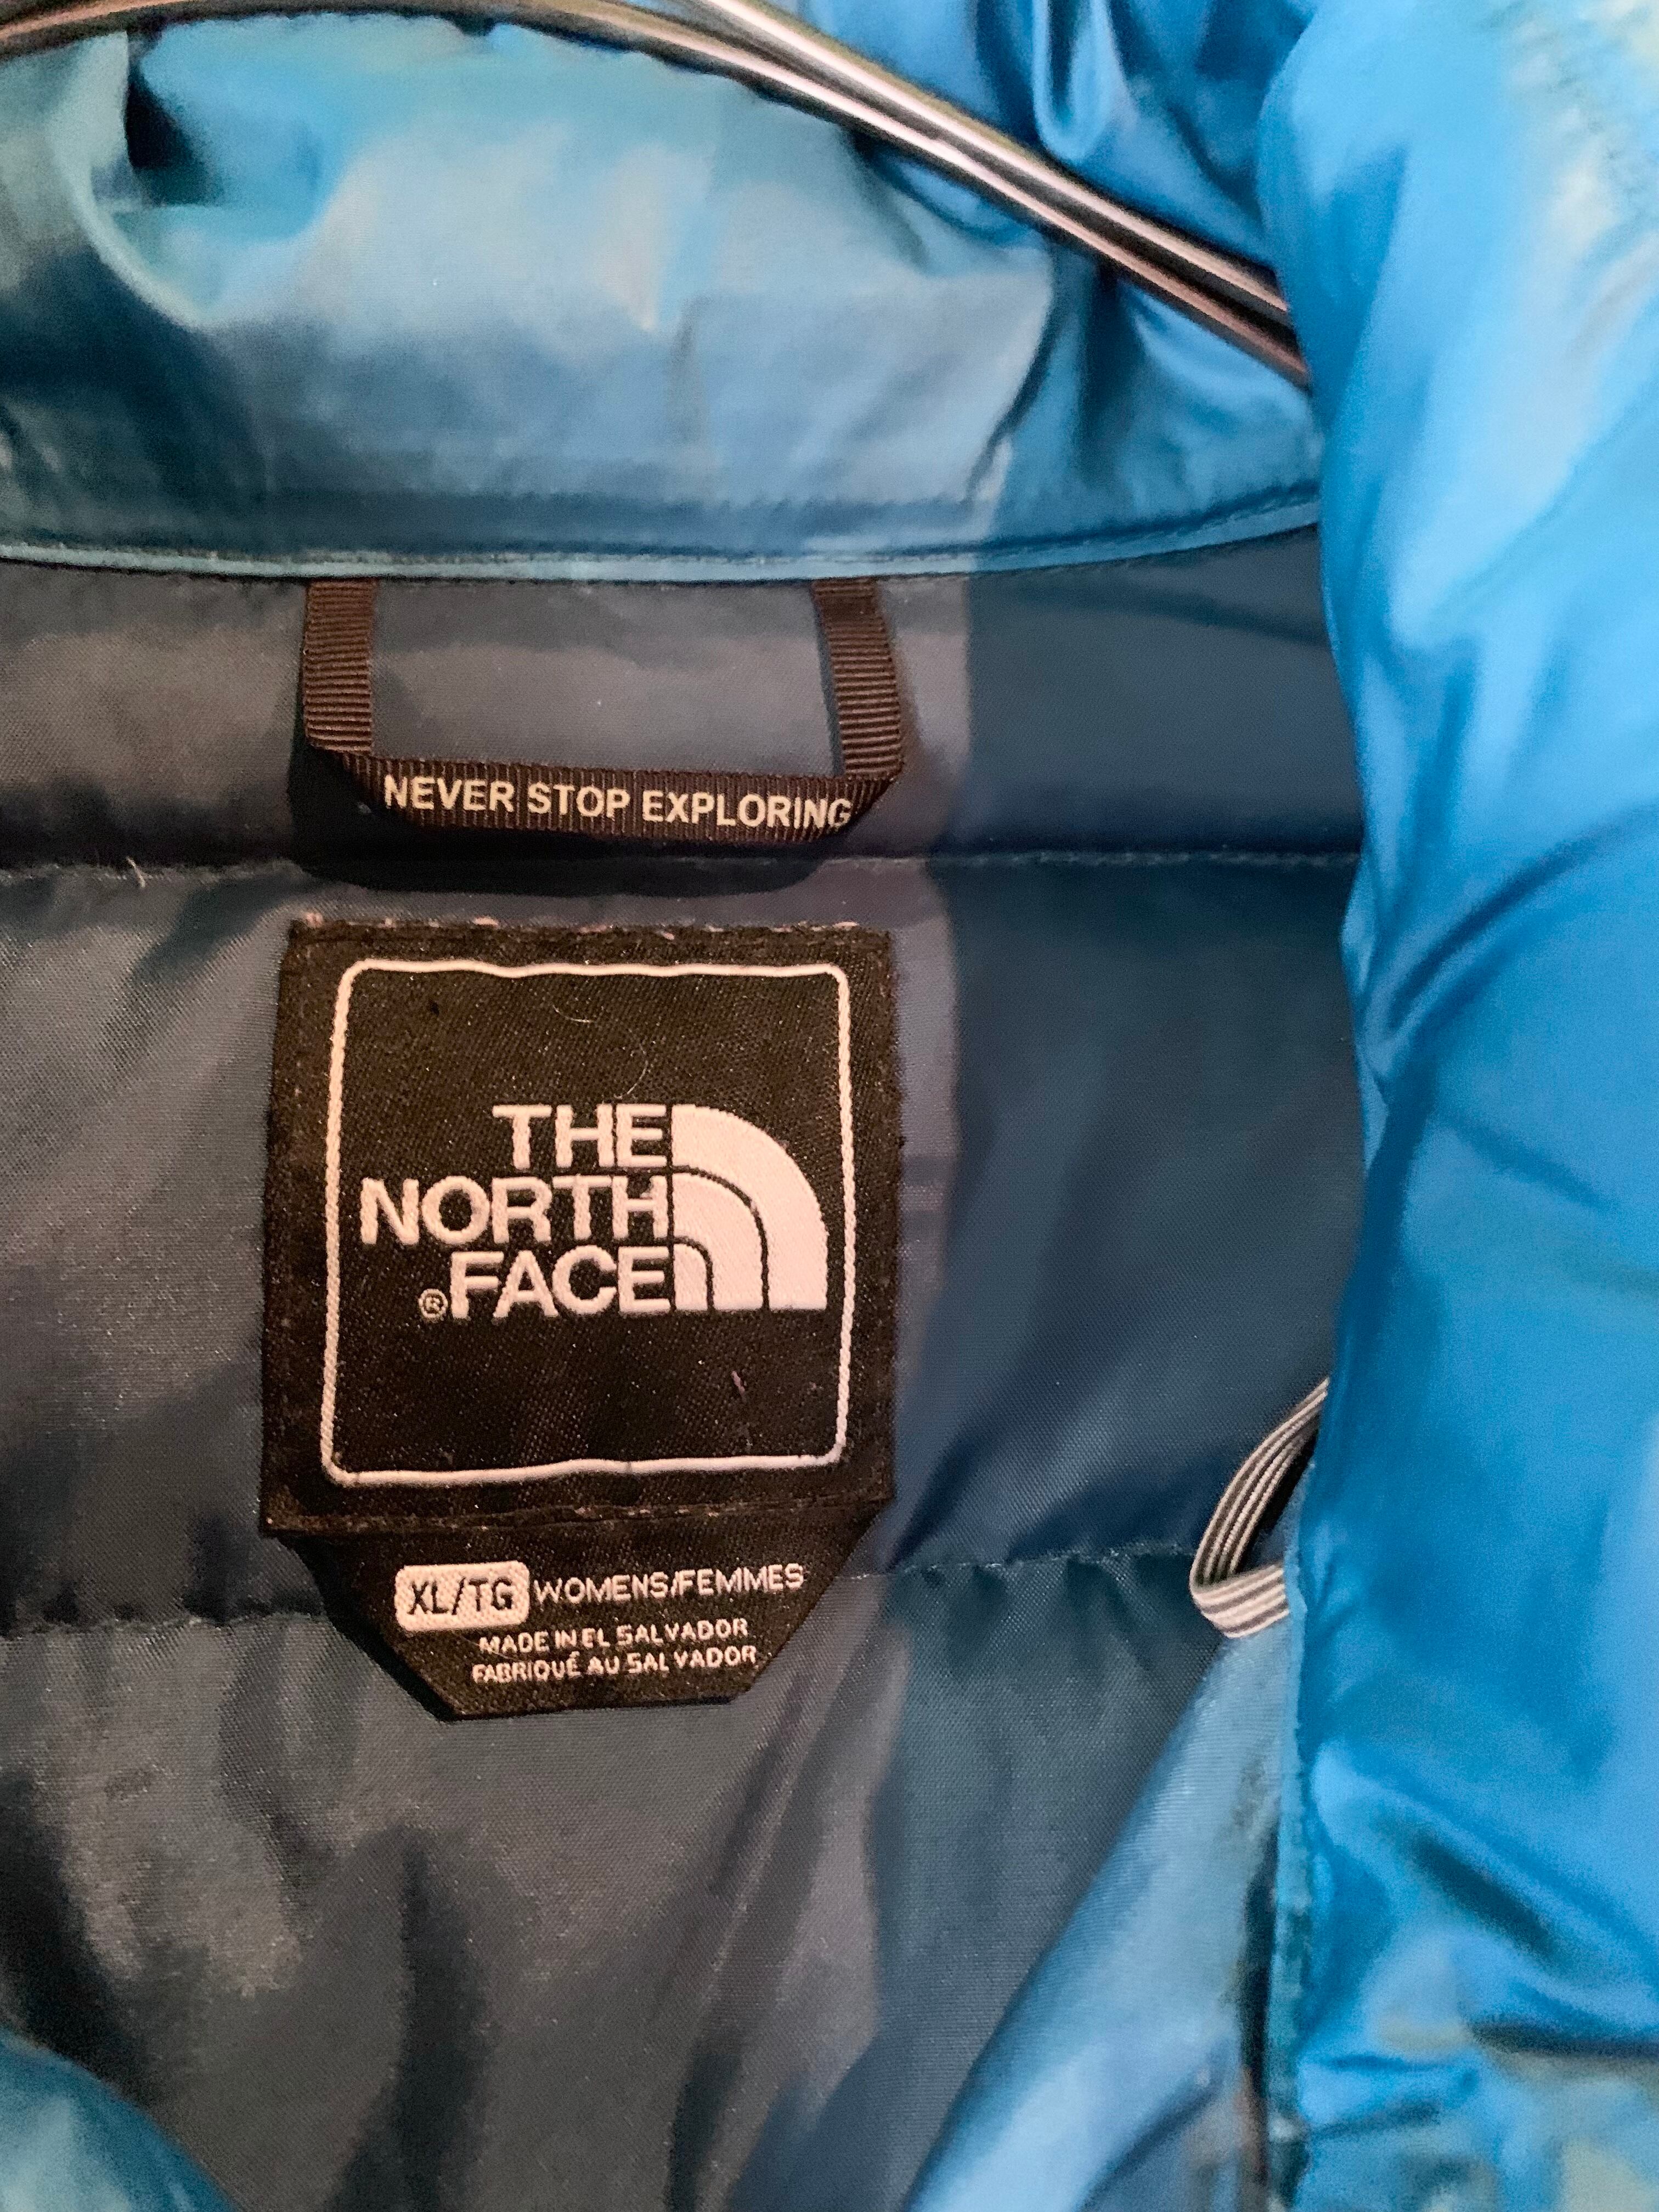 NEVER STOP EXPLORING
THE
NORTH
FACE
®
XL/TG WOMENS/FEMMES
MADE IN EL SALVADOR
FABRIQUÉ AU SALVADOR